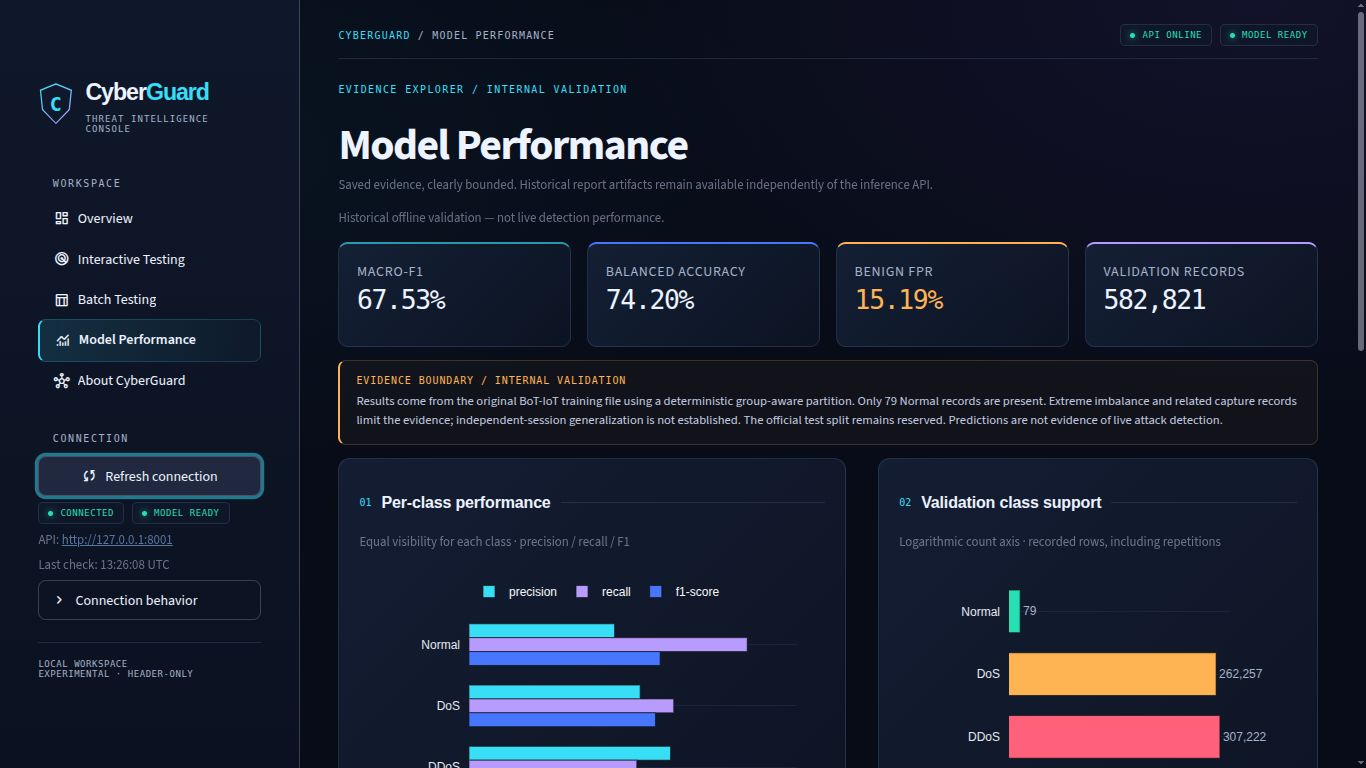 C
CyberGuard
THREAT INTELLIGENCE
CONSOLE
WORKSPACE
Overview
Interactive Testing
Batch Testing
Model Performance
About CyberGuard
CONNECTION
Refresh connection
CONNECTED
MODEL READY
API: http://127.0.0.1:8001
Last check: 13:26:08 UTC
Connection behavior
LOCAL WORKSPACE
EXPERIMENTAL · HEADER-ONLY
CYBERGUARD / MODEL PERFORMANCE
API ONLINE
MODEL READY
EVIDENCE EXPLORER / INTERNAL VALIDATION
Model Performance
Saved evidence, clearly bounded. Historical report artifacts remain available independently of the inference API.
Historical offline validation — not live detection performance.
MACRO-F1
67.53%
BALANCED ACCURACY
74.20%
BENIGN FPR
15.19%
VALIDATION RECORDS
582,821
EVIDENCE BOUNDARY / INTERNAL VALIDATION
Results come from the original BoT-IoT training file using a deterministic group-aware partition. Only 79 Normal records are present. Extreme imbalance and related capture records
limit the evidence; independent-session generalization is not established. The official test split remains reserved. Predictions are not evidence of live attack detection.
01 Per-class performance
Equal visibility for each class · precision / recall / F1
precision recall f1-score
Normal
DoS
DDoS
02 Validation class support
Logarithmic count axis · recorded rows, including repetitions
Normal 79
DoS 262,257
DDoS 307,222